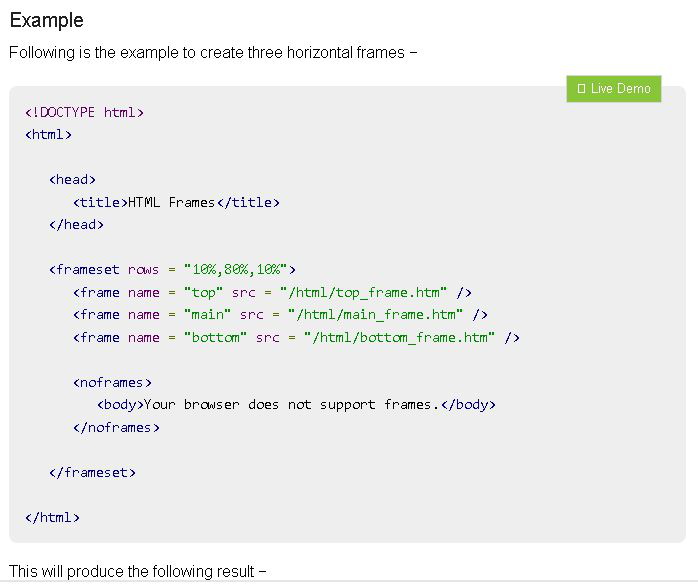 Example
Following is the example to create three horizontal frames −
Live Demo
<!DOCTYPE html>
<html>
<head>
<title>HTML Frames</title>
</head>
<frameset rows = "10%,80%,10%">
<frame name = "top" src = "/html/top_frame.htm" />
<frame name = "main" src = "/html/main_frame.htm" />
<frame name = "bottom" src = "/html/bottom_frame.htm" />
<noframes>
<body>Your browser does not support frames.</body>
</noframes>
</frameset>
</html>
This will produce the following result −